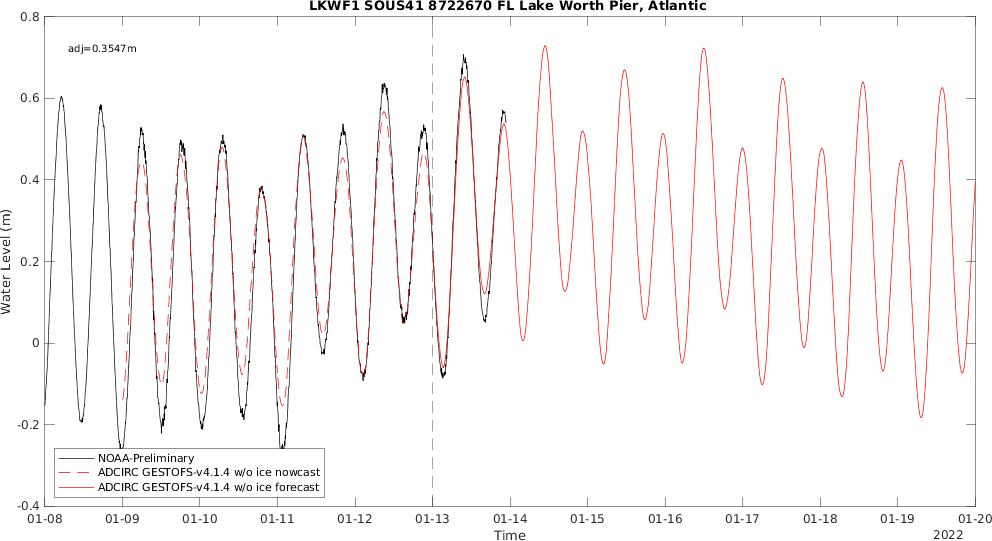 LKWF1 SOUS41 8722670 FL Lake Worth Pier, Atlantic
adj=0.3547m
Water Level (m)
0.8
0.6
0.4
0.2
0
-0.2
-0.4
NOAA-Preliminary
ADCIRC GESTOFS-v4.1.4 w/o ice nowcast
ADCIRC GESTOFS-v4.1.4 w/o ice forecast
01-08 01-09 01-10 01-11 01-12 01-13 01-14 01-15 01-16 01-17 01-18 01-19 01-20
Time
2022